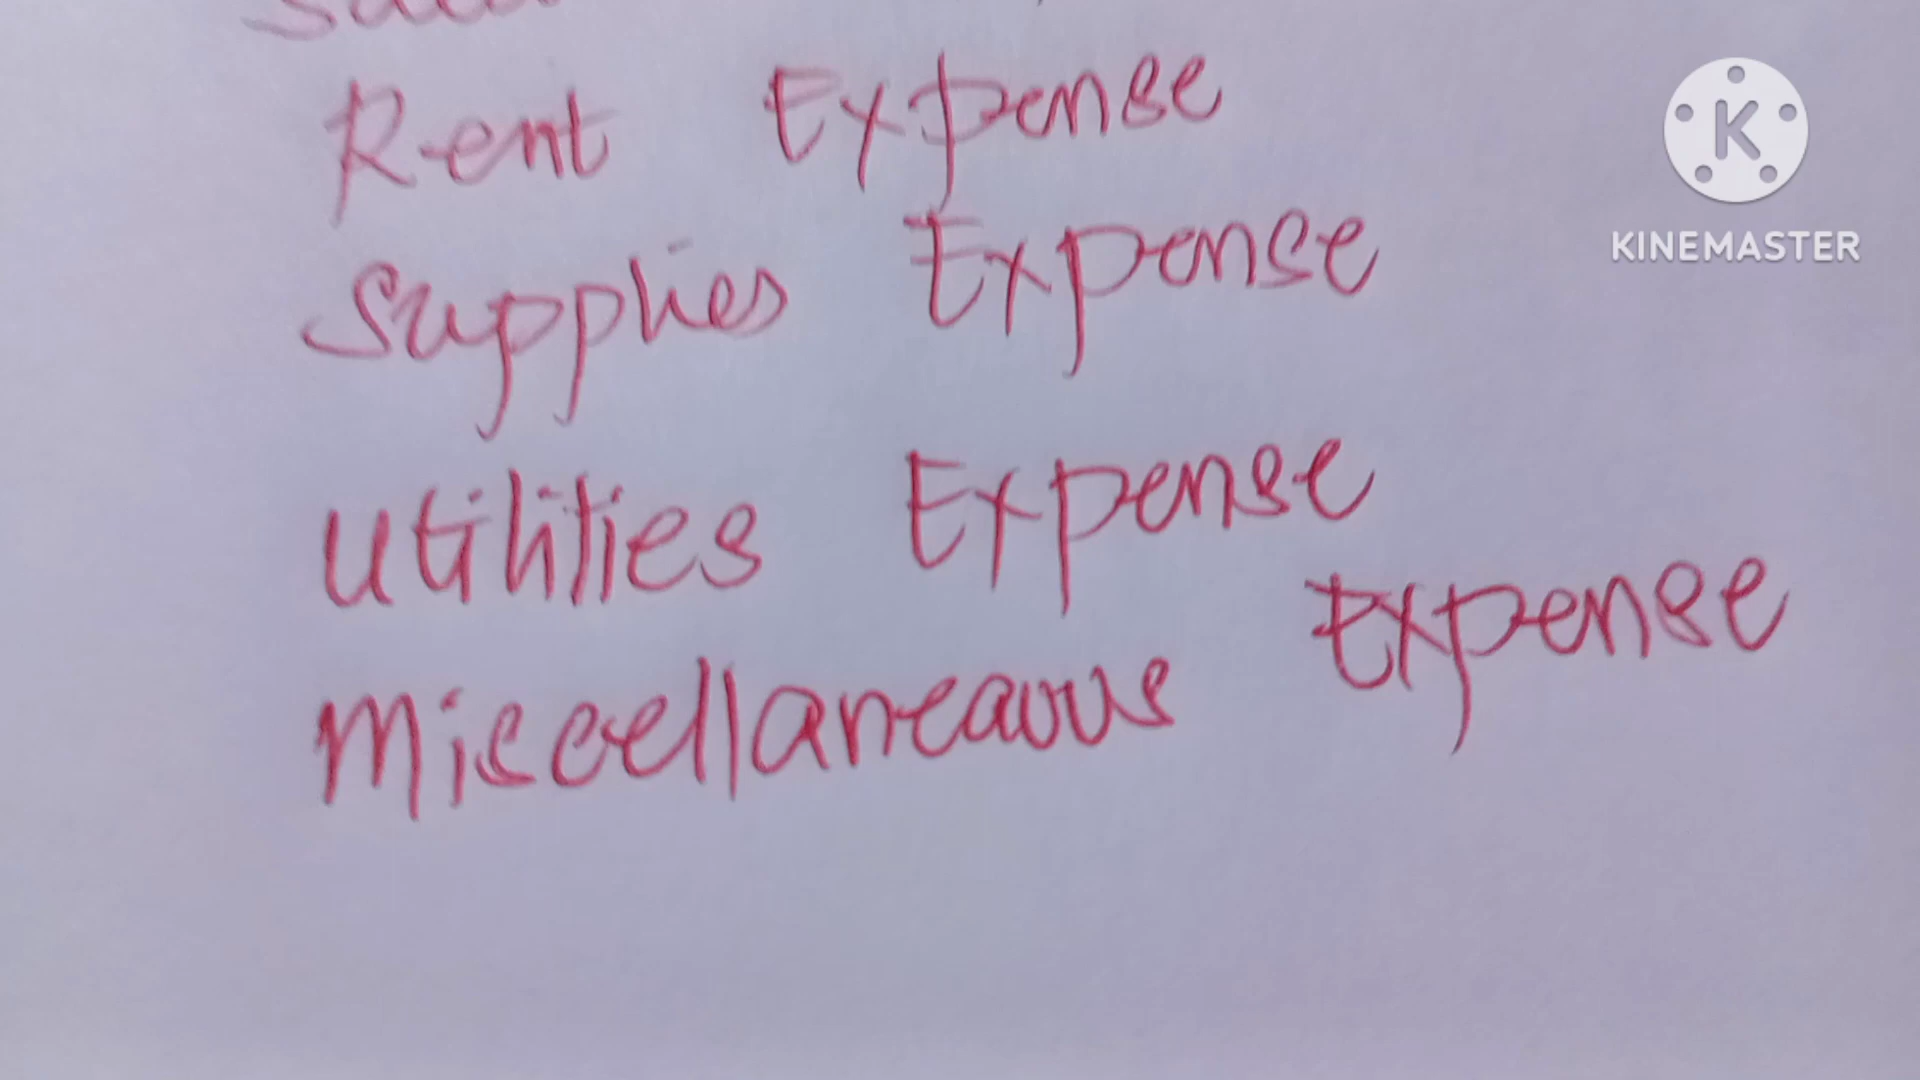 Rent Expense
Supplies Expense
Utilities Expense
Miscellaneaous Expense
KINEMASTER